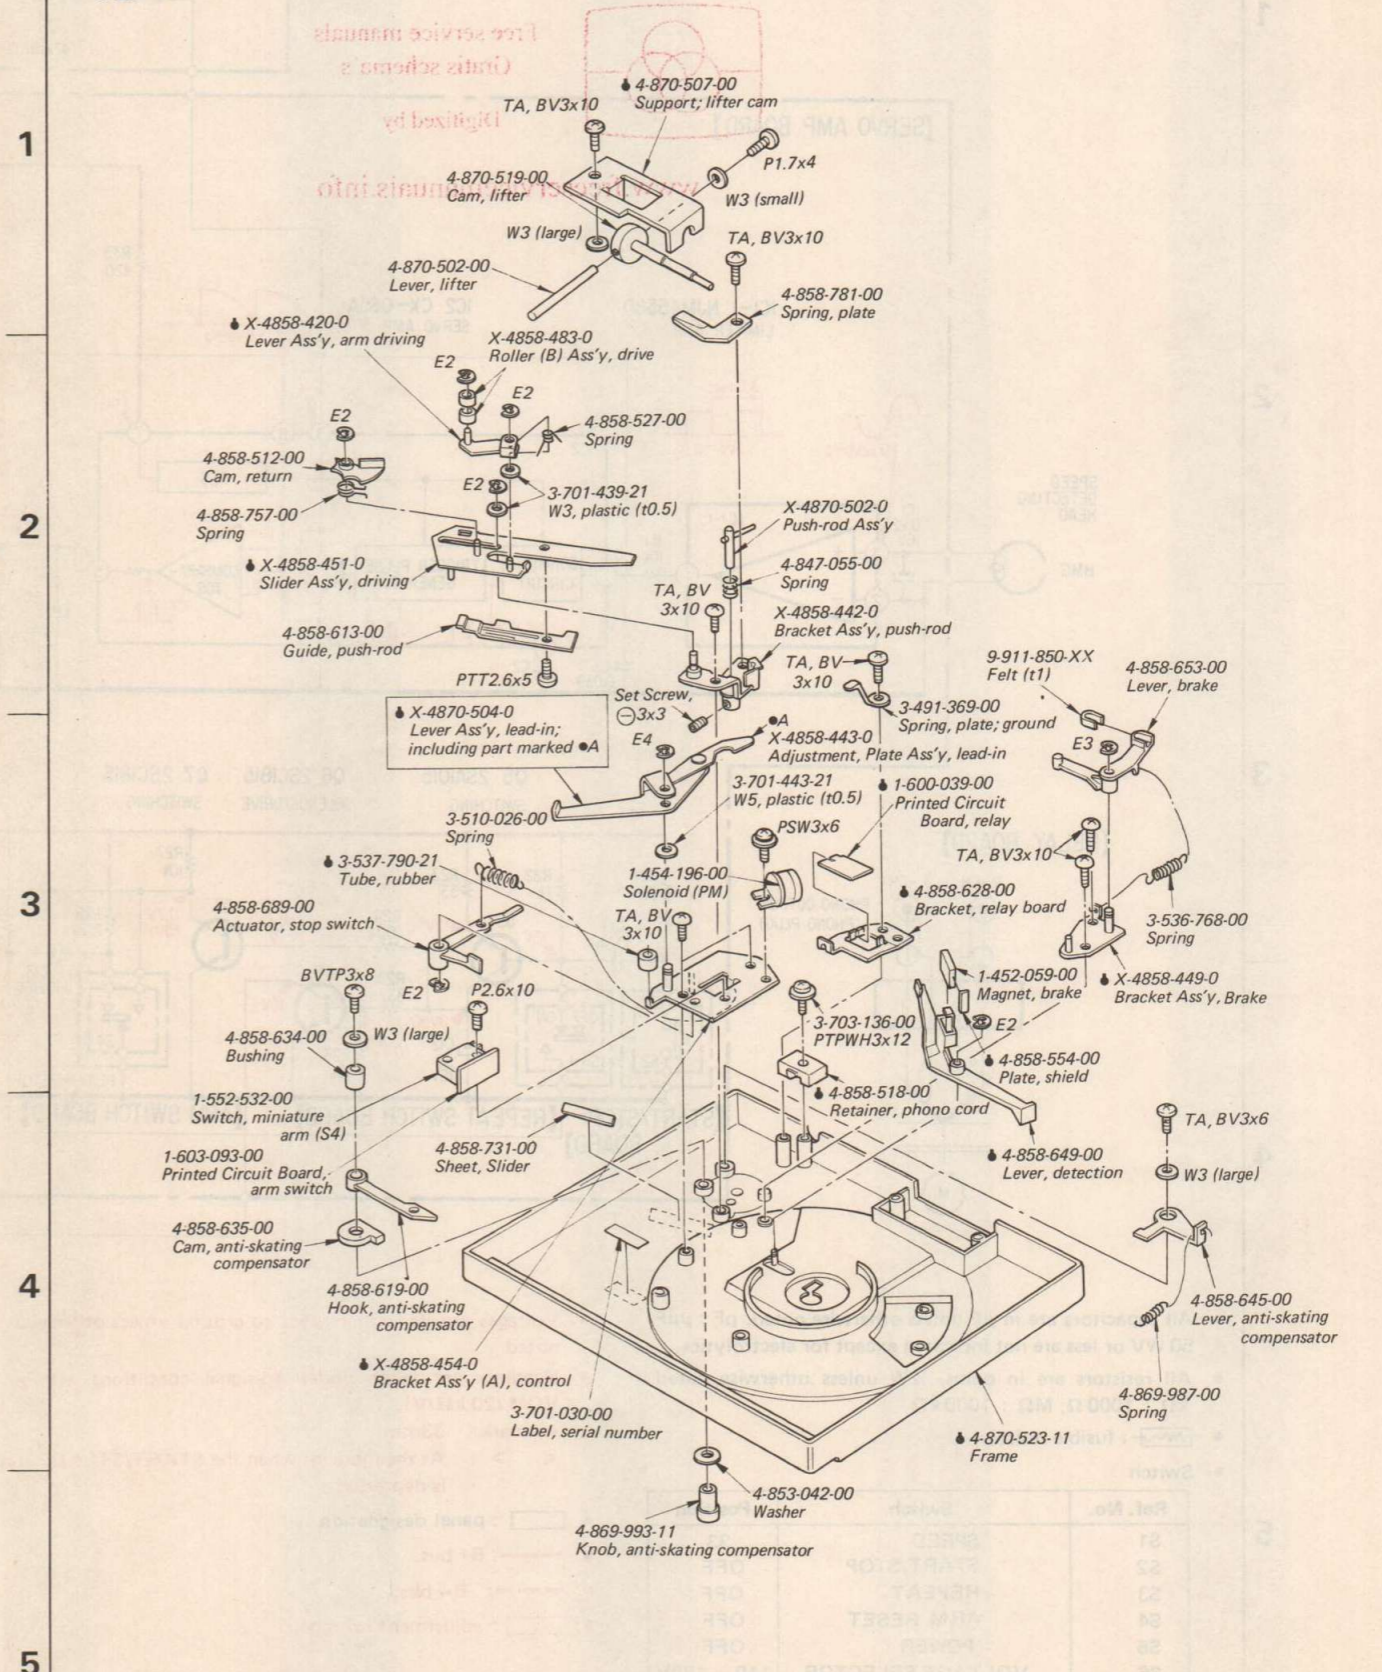 Free service manuals
Gratis schema's
Digitized by
www.freeservicemanuals.info
1
♦ 4-870-507-00
Support; lifter cam
TA, BV3x10
P1.7x4
4-870-519-00
Cam, lifter
W3 (small)
W3 (large)
TA, BV3x10
4-870-502-00
Lever, lifter
4-858-781-00
Spring, plate
♦ X-4858-420-0
Lever Ass'y, arm driving
X-4858-483-0
Roller (B) Ass'y, drive
E2
E2
E2
4-858-527-00
Spring
4-858-512-00
Cam, return
E2
3-701-439-21
W3, plastic (t0.5)
4-858-757-00
Spring
2
X-4870-502-0
Push-rod Ass'y
♦ X-4858-451-0
Slider Ass'y, driving
4-847-055-00
Spring
TA, BV
3x10
X-4858-442-0
Bracket Ass'y, push-rod
4-858-613-00
Guide, push-rod
PTT2.6x5
TA, BV
3x10
9-911-850-XX
Felt (t1)
4-858-653-00
Lever, brake
Set Screw,
⊖3x3
3-491-369-00
Spring, plate; ground
♦ X-4870-504-0
Lever Ass'y, lead-in;
including part marked ●A
●A
X-4858-443-0
Adjustment, Plate Ass'y, lead-in
E4
E3
3-701-443-21
W5, plastic (t0.5)
♦ 1-600-039-00
Printed Circuit
Board, relay
3-510-026-00
Spring
PSW3x6
TA, BV3x10
♦ 3-537-790-21
Tube, rubber
1-454-196-00
Solenoid (PM)
3
4-858-689-00
Actuator, stop switch
TA, BV
3x10
♦ 4-858-628-00
Bracket, relay board
3-536-768-00
Spring
BVTP3x8
E2
P2.6x10
1-452-059-00
Magnet, brake
♦ X-4858-449-0
Bracket Ass'y, Brake
4-858-634-00
Bushing
W3 (large)
3-703-136-00
PTPWH3x12
E2
♦ 4-858-554-00
Plate, shield
1-552-532-00
Switch, miniature
arm (S4)
♦ 4-858-518-00
Retainer, phono cord
TA, BV3x6
4-858-731-00
Sheet, Slider
1-603-093-00
Printed Circuit Board,
arm switch
♦ 4-858-649-00
Lever, detection
W3 (large)
4-858-635-00
Cam, anti-skating
compensator
4
4-858-619-00
Hook, anti-skating
compensator
4-858-645-00
Lever, anti-skating
compensator
♦ X-4858-454-0
Bracket Ass'y (A), control
4-869-987-00
Spring
3-701-030-00
Label, serial number
♦ 4-870-523-11
Frame
4-853-042-00
Washer
4-869-993-11
Knob, anti-skating compensator
5